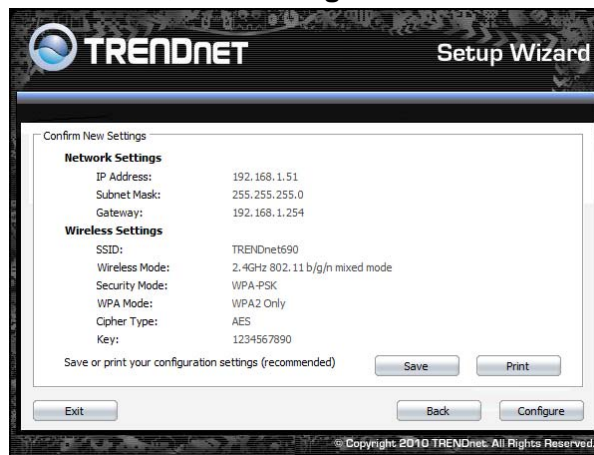 TRENDNET
Setup Wizard
Confirm New Settings
Network Settings
IP Address: 192.168.1.51
Subnet Mask: 255.255.255.0
Gateway: 192.168.1.254
Wireless Settings
SSID: TRENDnet690
Wireless Mode: 2.4GHz 802.11 b/g/n mixed mode
Security Mode: WPA-PSK
WPA Mode: WPA2 Only
Cipher Type: AES
Key: 1234567890
Save or print your configuration settings (recommended) Save Print
Exit Back Configure
© Copyright 2010 TRENDnet. All Rights Reserved.